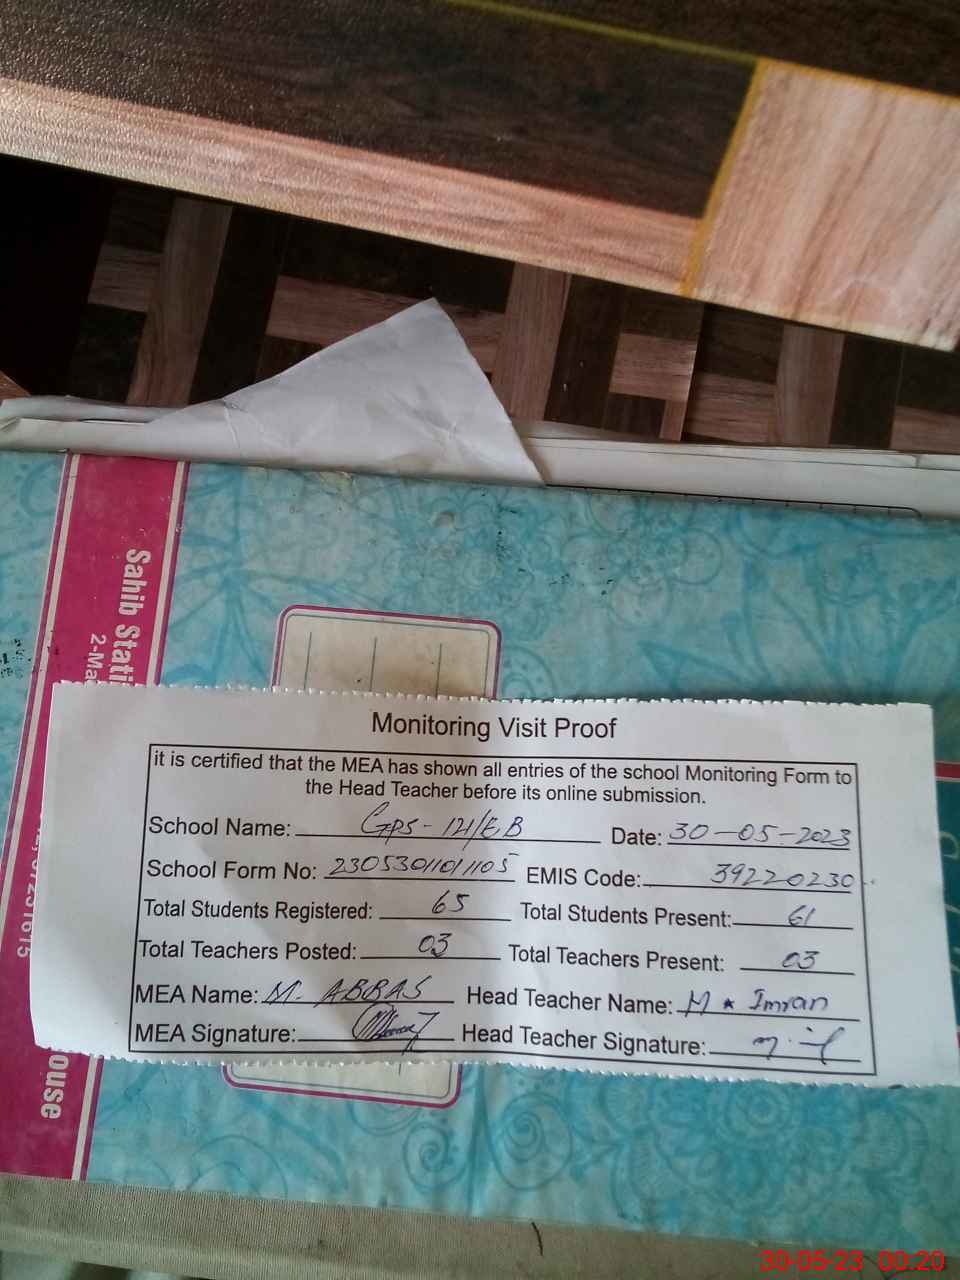 Sahib Stati
2-Ma
ouse
Monitoring Visit Proof
it is certified that the MEA has shown all entries of the school Monitoring Form to
the Head Teacher before its online submission.
School Name: GPS-121/EB Date: 30-05-2023
School Form No: 23053011011105 EMIS Code: 39220230
Total Students Registered: 65 Total Students Present: 61
Total Teachers Posted: 03 Total Teachers Present: 03
MEA Name: M. ABBAS Head Teacher Name: M * Imran
MEA Signature: Head Teacher Signature:
30-05-23 00:20